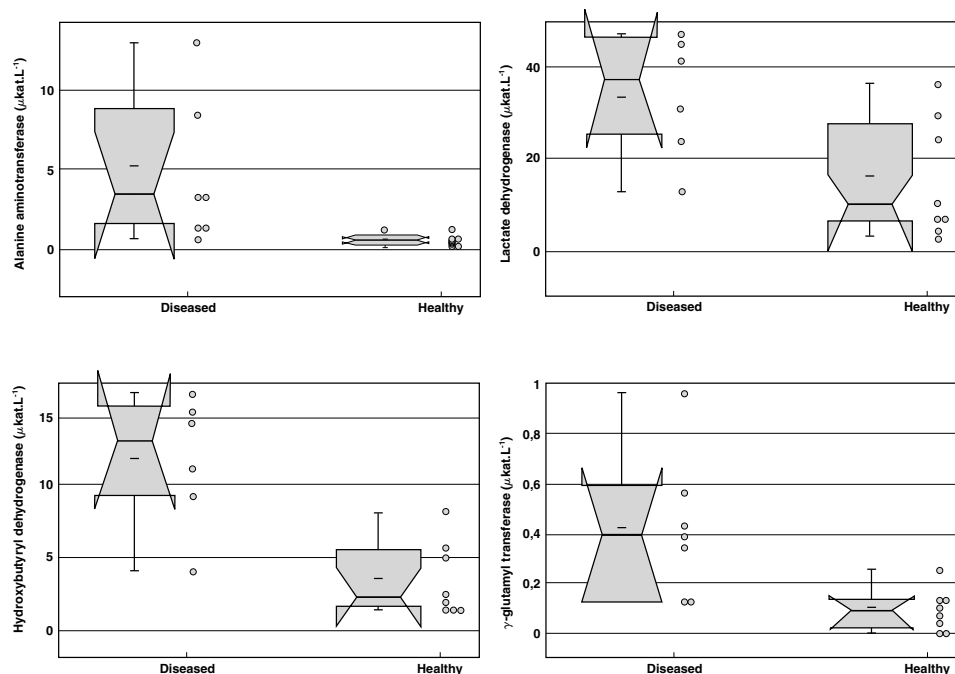 Alanine aminotransferase (μkat.L⁻¹)
10
5
0
Diseased
Healthy
Lactate dehydrogenase (μkat.L⁻¹)
40
20
0
Diseased
Healthy
Hydroxybutyryl dehydrogenase (μkat.L⁻¹)
15
10
5
0
Diseased
Healthy
γ-glutamyl transferase (μkat.L⁻¹)
1
0,8
0,6
0,4
0,2
0
Diseased
Healthy